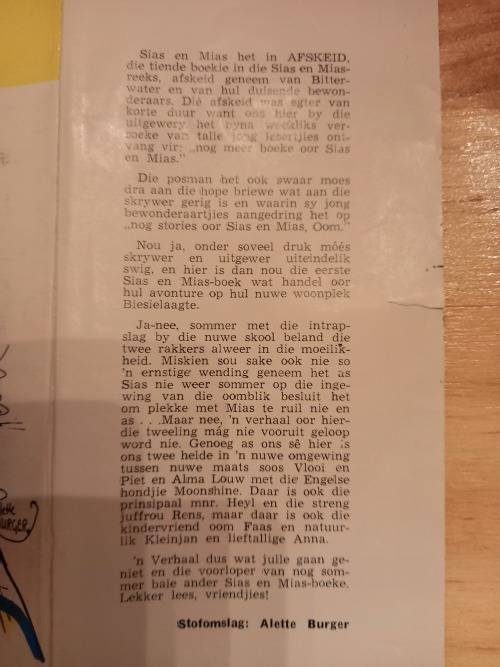 Sias en Mias het in AFSKEID,
die tiende boekie in die Sias en Mias-
reeks, afskeid geneem van Bitter-
water en van hul duisende bewon-
deraars. Dié afskeid was egter van
korte duur want ons hier by die
uitgewery het byna weekliks ver-
soeke van talle jong lesertjies ont-
vang vir: „nog meer boeke oor Sias
en Mias."
Die posman het ook swaar moes
dra aan die hope briewe wat aan die
skrywer gerig is en waarin sy jong
bewonderaartjies aangedring het op
„nog stories oor Sias en Mias, Oom."
Nou ja, onder soveel druk móés
skrywer en uitgewer uiteindelik
swig, en hier is dan nou die eerste
Sias en Mias-boek wat handel oor
hul avonture op hul nuwe woonplek
Biesielaagte.
Ja-nee, sommer met die intrap-
slag by die nuwe skool beland die
twee rakkers alweer in die moeilik-
heid. Miskien sou sake ook nie so
'n ernstige wending geneem het as
Sias nie weer sommer op die inge-
wing van die oomblik besluit het
om plekke met Mias te ruil nie en
as . . .Maar nee, 'n verhaal oor hier-
die tweeling mág nie vooruit geloop
word nie. Genoeg as ons sê hier is
ons twee helde in 'n nuwe omgewing
tussen nuwe maats soos Vlooi en
Piet en Alma Louw met die Engelse
hondjie Moonshine. Daar is ook die
prinsipaal mnr. Heyl en die streng
juffrou Rens, maar daar is ook die
kindervriend oom Faas en natuur-
lik Kleinjan en lieftallige Anna.
'n Verhaal dus wat julle gaan ge-
niet en die voorloper van nog som-
mer baie ander Sias en Mias-boeke.
Lekker lees, vriendjies!
Stofomslag: Alette Burger
BURGER